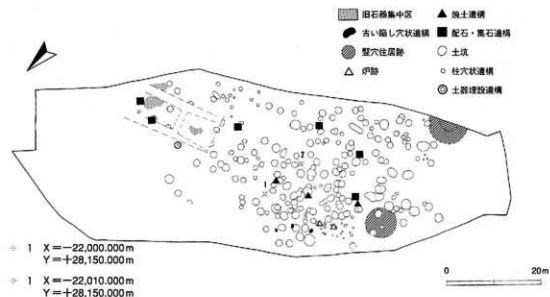 旧石器集中区
古い陥し穴状遺構
竪穴住居跡
炉跡
焼土遺構
配石・集石遺構
土坑
柱穴状遺構
土器埋設遺構
2
1
1 X=-22,000.000m
Y=+28,150.000m
1 X=-22,010.000m
Y=+28,150.000m
0 20m